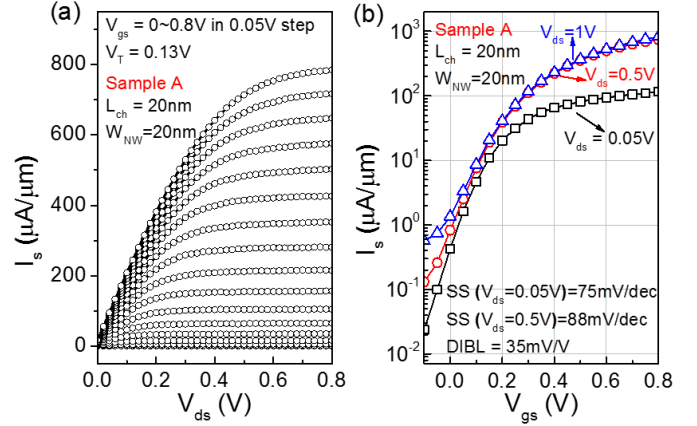 (a)
V_gs = 0~0.8V in 0.05V step
V_T = 0.13V
Sample A
L_ch = 20nm
W_NW=20nm
800
600
400
200
0
I_s (μA/μm)
0.0 0.2 0.4 0.6 0.8
V_ds (V)
(b)
Sample A
L_ch = 20nm
W_NW=20nm
V_ds=1V
V_ds=0.5V
V_ds = 0.05V
SS (V_ds=0.05V)=75mV/dec
SS (V_ds=0.5V)=88mV/dec
DIBL = 35mV/V
10^3
10^2
10^1
10^0
10^-1
10^-2
I_s (μA/μm)
0.0 0.2 0.4 0.6 0.8
V_gs (V)